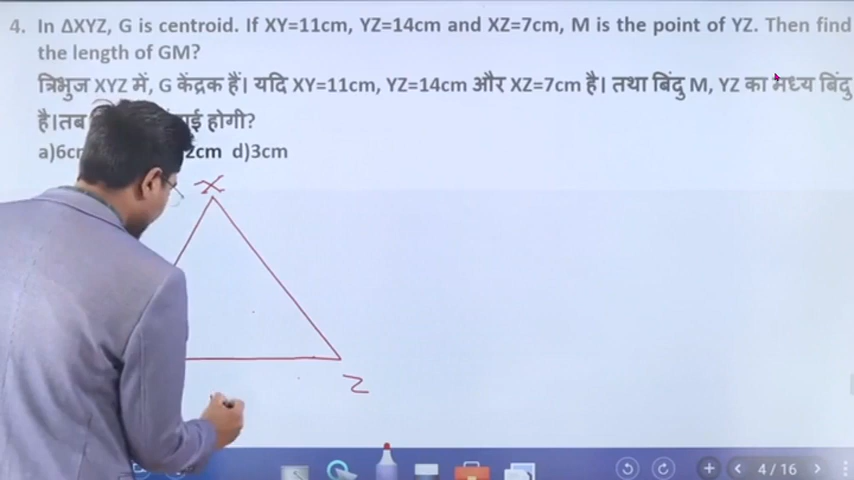 4. In ΔXYZ, G is centroid. If XY=11cm, YZ=14cm and XZ=7cm, M is the point of YZ. Then find
the length of GM?
त्रिभुज XYZ में, G केंद्रक हैं। यदि XY=11cm, YZ=14cm और XZ=7cm है। तथा बिंदु M, YZ का मध्य बिंदु
है।तब होगी?
a)6c 2cm d)3cm
X
Z
4 / 16